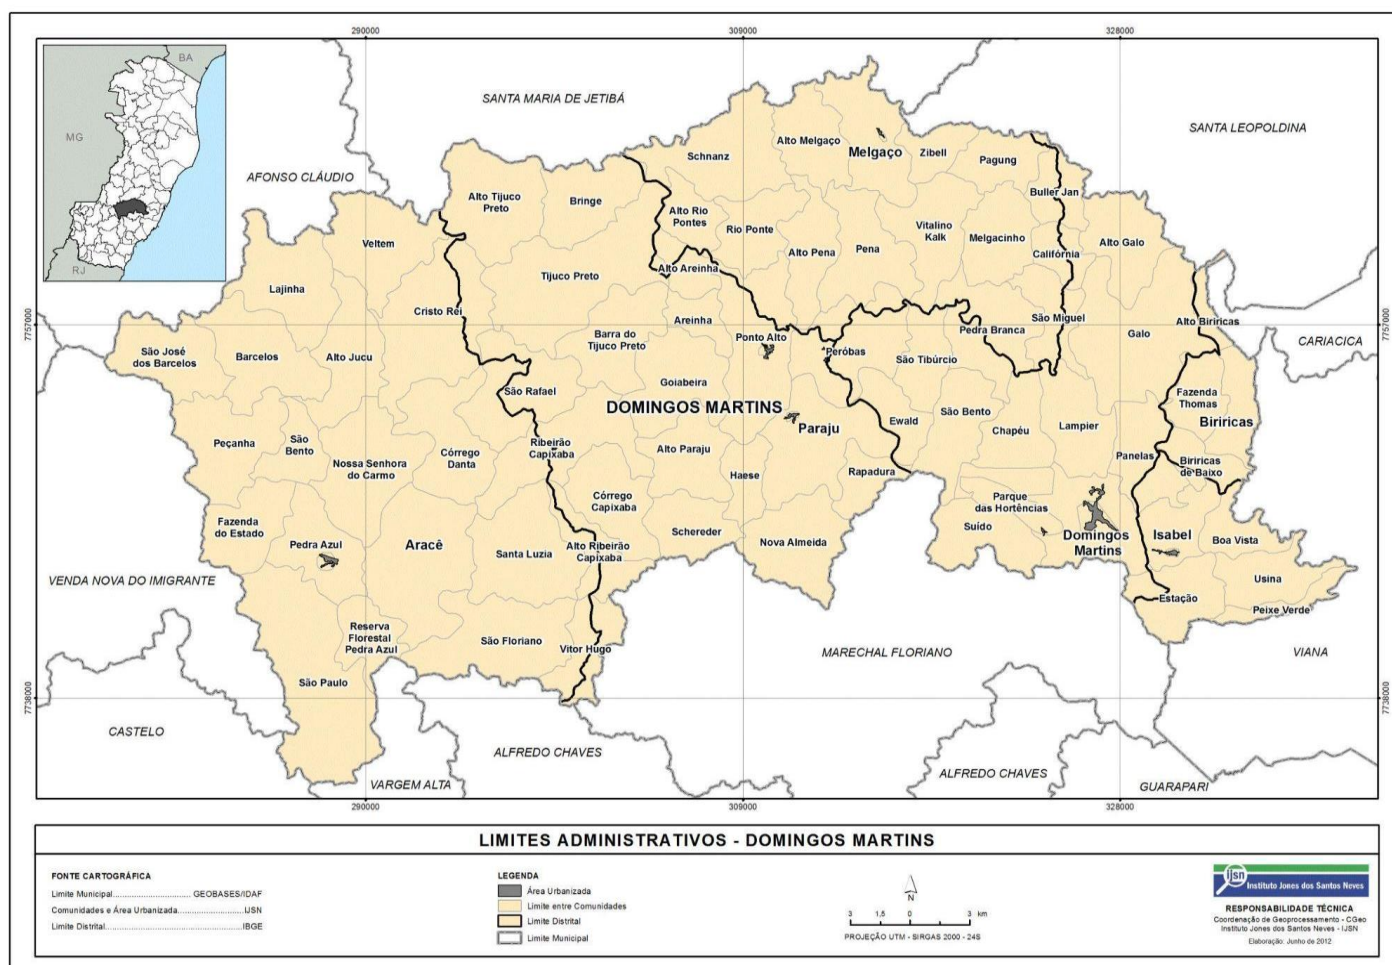 290000
309000
328000
BA
MG
RJ
SANTA MARIA DE JETIBÁ
SANTA LEOPOLDINA
AFONSO CLÁUDIO
CARIACICA
VENDA NOVA DO IMIGRANTE
MARECHAL FLORIANO
VIANA
CASTELO
ALFREDO CHAVES
VARGEM ALTA
ALFREDO CHAVES
GUARAPARI
7757000
7757000
7738000
7738000
Alto Melgaço
Melgaço
Zibell
Schnanz
Pagung
Buller Jan
Alto Tijuco
Preto
Bringe
Alto Rio
Pontes
Rio Ponte
Vitalino
Kalk
Melgacinho
Alto Galo
Veltem
Alto Pena
Pena
Califórnia
Tijuco Preto
Alto Areinha
Lajinha
Cristo Rei
Areinha
São Miguel
Alto Biriricas
Barra do
Tijuco Preto
Ponto Alto
Pedra Branca
Galo
São José
dos Barcelos
Barcelos
Alto Jucu
Peróbas
São Tibúrcio
São Rafael
Goiabeira
Fazenda
Thomas
DOMINGOS MARTINS
Paraju
Ewald
São Bento
Chapéu
Lampier
Biriricas
Peçanha
São
Bento
Nossa Senhora
do Carmo
Córrego
Danta
Ribeirão
Capixaba
Alto Paraju
Haese
Rapadura
Panelas
Biriricas
de Baixo
Córrego
Capixaba
Parque
das Hortências
Fazenda
do Estado
Suído
Schereder
Nova Almeida
Domingos
Martins
Isabel
Boa Vista
Pedra Azul
Aracê
Santa Luzia
Alto Ribeirão
Capixaba
Usina
Estação
Peixe Verde
Reserva
Florestal
Pedra Azul
São Floriano
Vitor Hugo
São Paulo
290000
309000
328000
LIMITES ADMINISTRATIVOS - DOMINGOS MARTINS
FONTE CARTOGRÁFICA
Limite Municipal.............................. GEOBASES/IDAF
Comunidades e Área Urbanizada.........................IJSN
Limite Distrital......................................................IBGE
LEGENDA
Área Urbanizada
Limite entre Comunidades
Limite Distrital
Limite Municipal
N
3 1,5 0 3 km
PROJEÇÃO UTM - SIRGAS 2000 - 24S
ijsn Instituto Jones dos Santos Neves
RESPONSABILIDADE TÉCNICA
Coordenação de Geoprocessamento - CGeo
Instituto Jones dos Santos Neves - IJSN
Elaboração: Junho de 2012